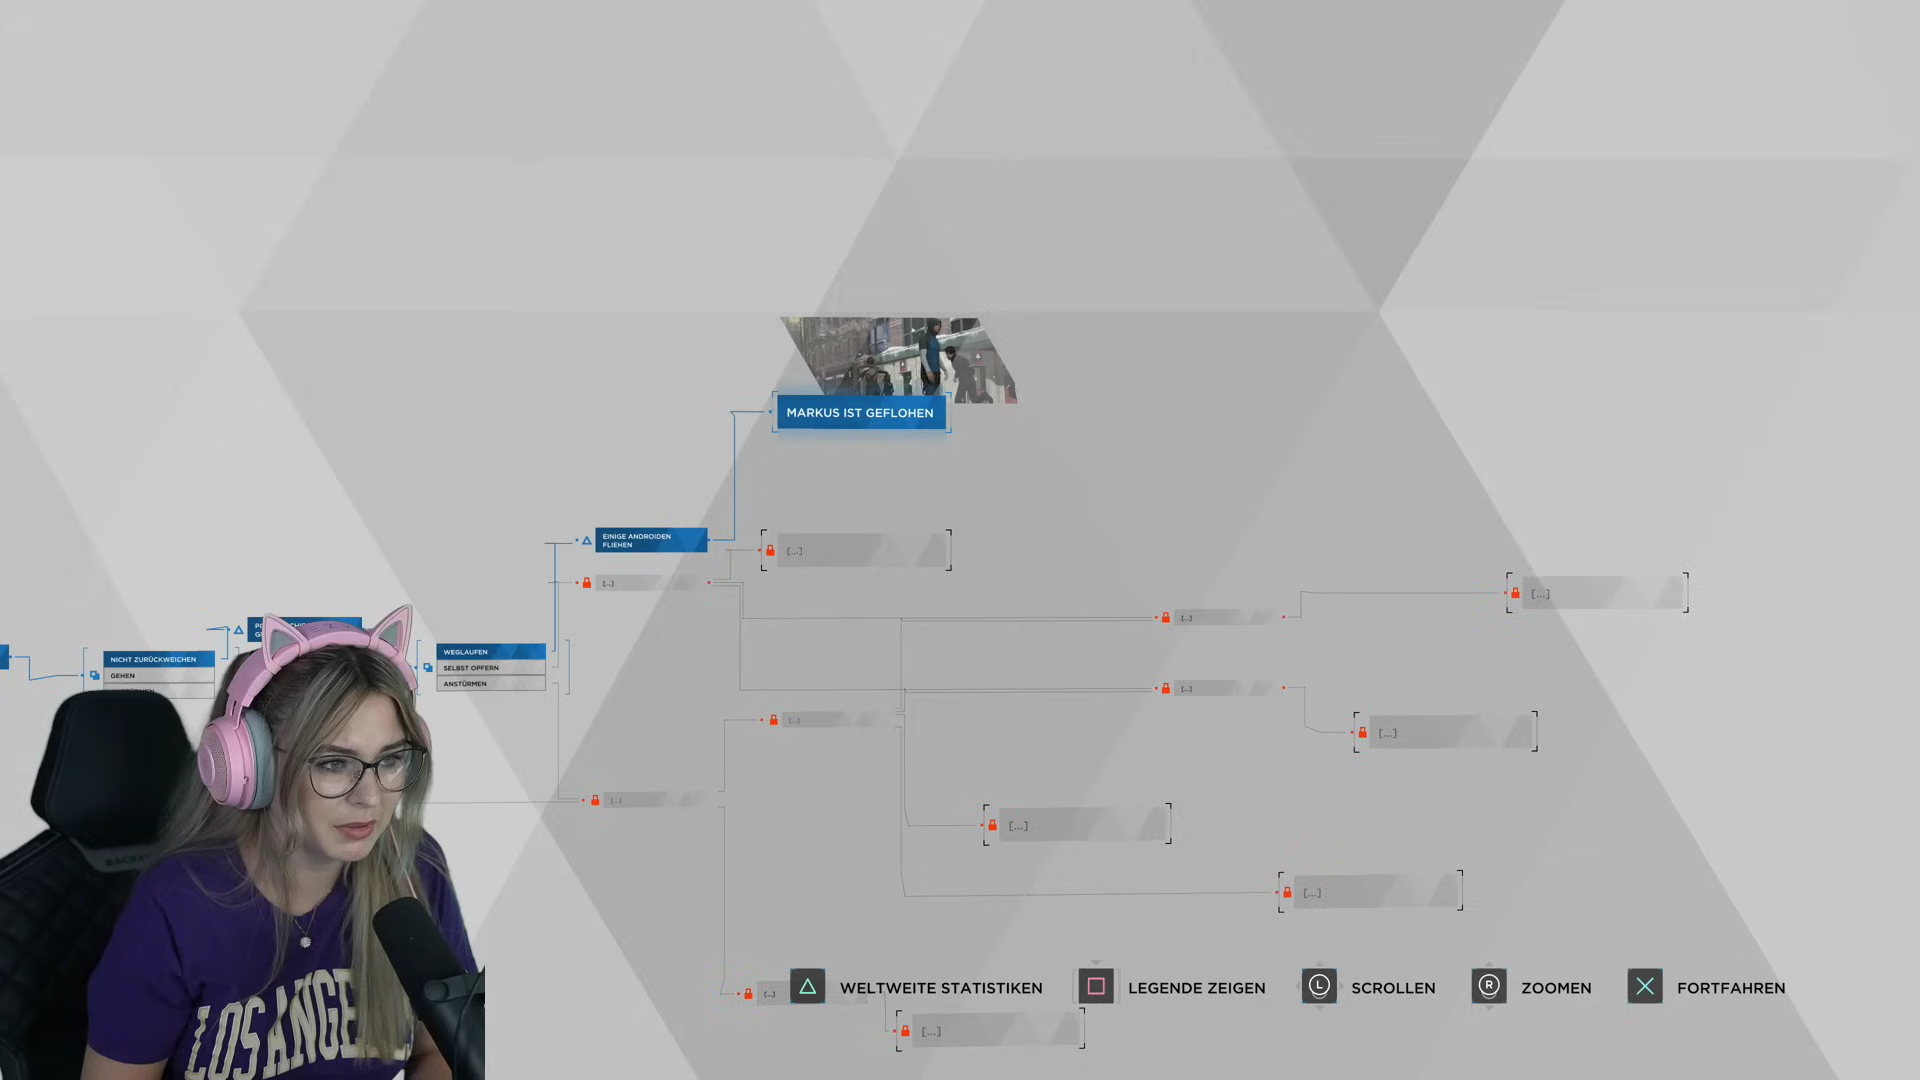 MARKUS IST GEFLOHEN
EINIGE ANDROIDEN
FLIEHEN
[...]
[...]
[...]
[...]
NICHT ZURÜCKWEICHEN
GEHEN
WEGLAUFEN
SELBST OPFERN
ANSTÜRMEN
[...]
[...]
[...]
[...]
[...]
[...]
[...]
[...]
WELTWEITE STATISTIKEN
LEGENDE ZEIGEN
L
SCROLLEN
R
ZOOMEN
FORTFAHREN
LOS ANGE